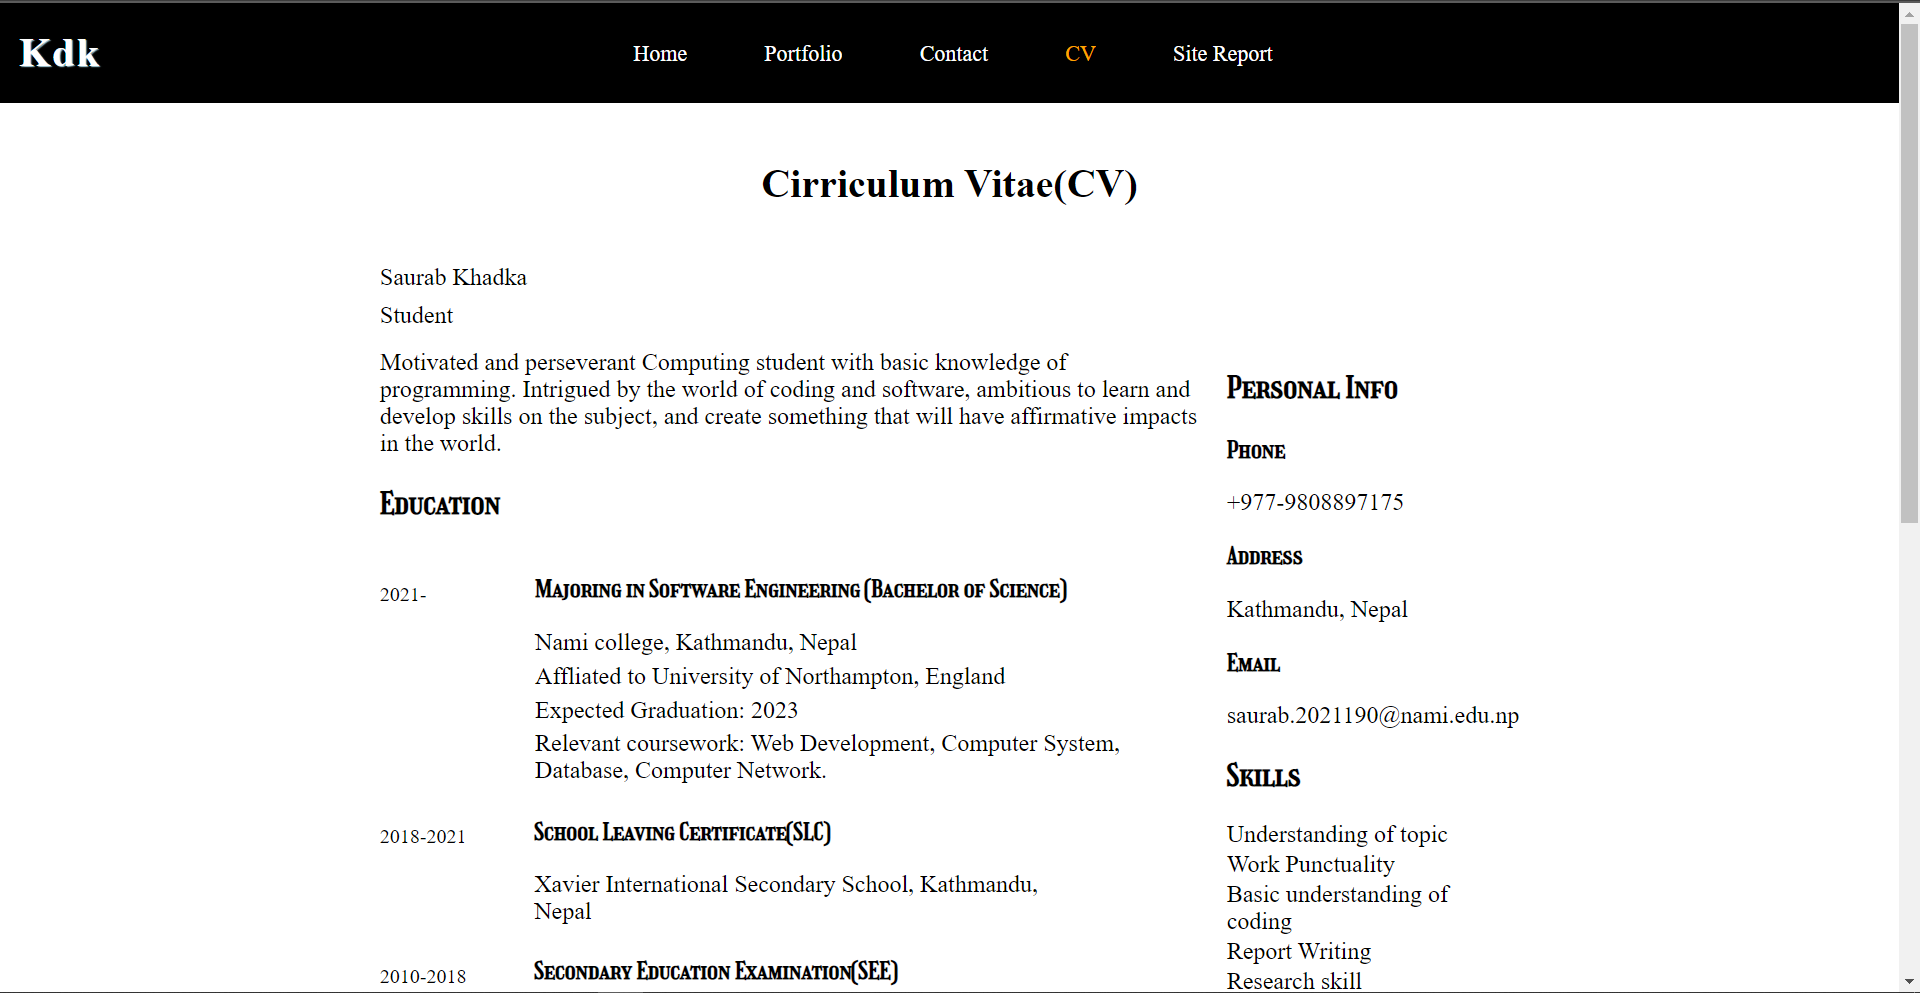 Kdk
Home Portfolio Contact CV Site Report
Cirriculum Vitae(CV)
Saurab Khadka
Student
Motivated and perseverant Computing student with basic knowledge of
programming. Intrigued by the world of coding and software, ambitious to learn and
develop skills on the subject, and create something that will have affirmative impacts
in the world.
Education
2021-
Majoring in Software Engineering (Bachelor of Science)
Nami college, Kathmandu, Nepal
Affliated to University of Northampton, England
Expected Graduation: 2023
Relevant coursework: Web Development, Computer System,
Database, Computer Network.
2018-2021
School Leaving Certificate(SLC)
Xavier International Secondary School, Kathmandu,
Nepal
2010-2018
Secondary Education Examination(SEE)
Personal Info
Phone
+977-9808897175
Address
Kathmandu, Nepal
Email
saurab.2021190@nami.edu.np
Skills
Understanding of topic
Work Punctuality
Basic understanding of
coding
Report Writing
Research skill